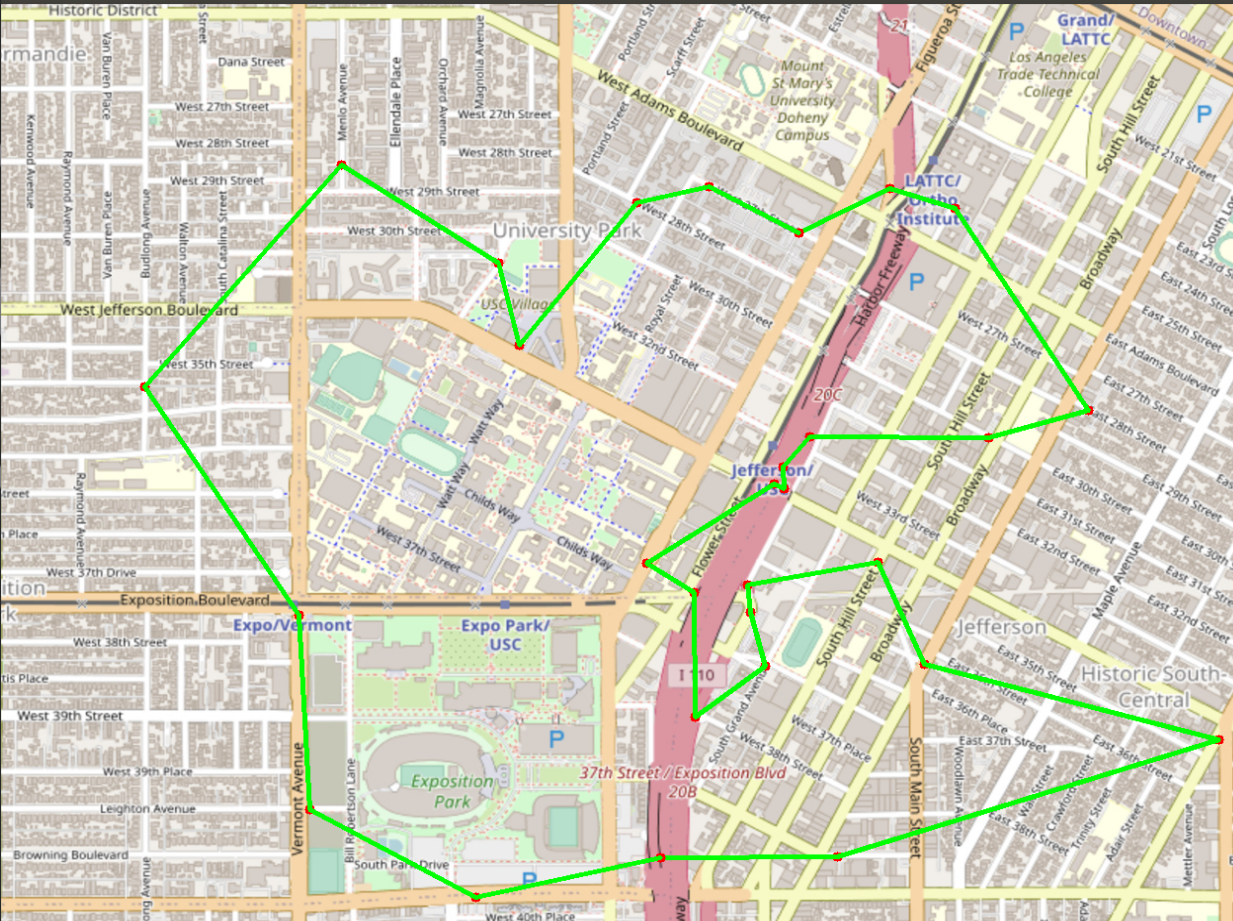 Historic District
21
Grand/
LATTC
Downtown
Figueroa St
Portland St
Scarff Street
Mount
St-Mary's
University
Doheny
Campus
Los Angeles
Trade Technical
College
P
P
rmandie
Dana Street
Magnolia Avenue
West Adams Boulevard
Van Buren Place
Menlo Avenue
Ellendale Place
Orchard Avenue
West 27th Street
West 27th Street
South Hill Street
West 21st Street
Kenwood Avenue
West 28th Street
West 28th Street
Portland Street
Raymond Avenue
West 29th Street
West 29th Street
LATTC/
Ortho
Institute
West 27th Street
West 28th Street
Van Buren Place
Budlong Avenue
Walton Avenue
South Catalina Street
West 30th Street
University Park
East 23rd Street
Broadway
Harbor Freeway
P
USC Village
West 30th Street
Royal Street
West Jefferson Boulevard
West 32nd Street
West 27th Street
East 25th Street
East Adams Boulevard
West 35th Street
East 27th Street
East 28th Street
20C
Watt Way
South Hill Street
Jefferson/
USC
Watt Way
Raymond Avenue
Broadway
East 30th Street
East 29th Street
Street
Childs Way
West 33rd Street
East 31st Street
East 32nd Street
Place
West 37th Street
Childs Way
Flower Street
Maple Avenue
West 37th Drive
ition
rk
Exposition Boulevard
Expo/Vermont
Expo Park/
USC
South Hill Street
Broadway
Jefferson
West 38th Street
East 35th Street
East 35th Street
Historic South-
Central
I 110
tis Place
West 39th Street
South Grand Avenue
West 37th Place
East 36th Place
East 37th Street
East 36th Street
P
West 38th Street
37th Street / Exposition Blvd
20B
West 39th Place
Vermont Avenue
Bill Robertson Lane
Exposition
Park
South Main Street
Woodlawn Avenue
Wall Street
Crawford Street
Trinity Street
Adair Street
Mettler Avenue
Leighton Avenue
East 38th Street
Browning Boulevard
South Park Drive
P
West 40th Place